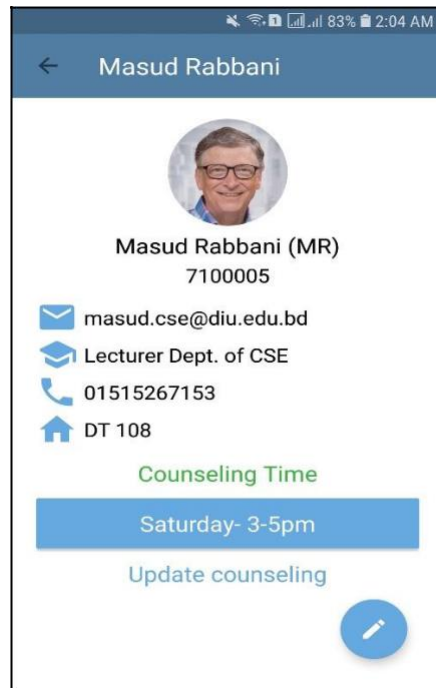 83% 2:04 AM
Masud Rabbani
Masud Rabbani (MR)
7100005
masud.cse@diu.edu.bd
Lecturer Dept. of CSE
01515267153
DT 108
Counseling Time
Saturday- 3-5pm
Update counseling